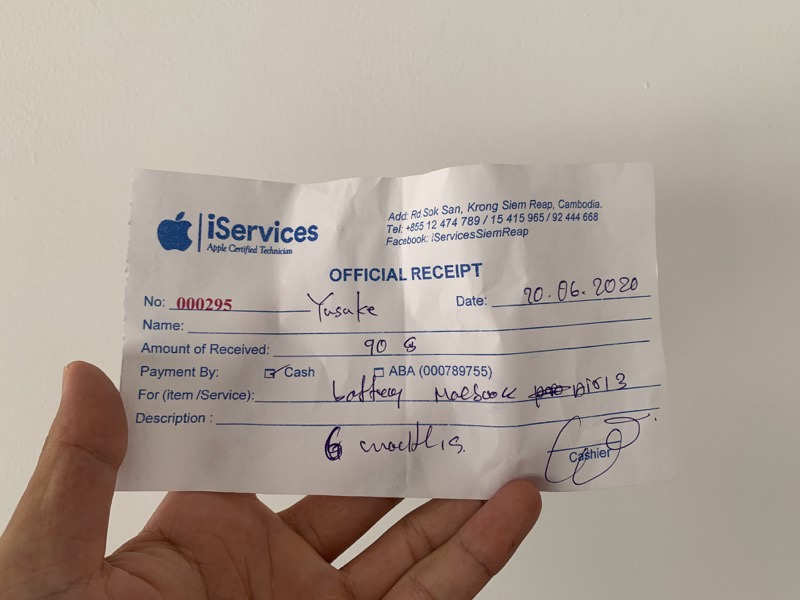 iServices
Apple Certified Technician
Add: Rd.Sok San, Krong Siem Reap, Cambodia.
Tel: +855 12 474 789 / 15 415 965 / 92 444 668
Facebook: iServicesSiemReap
OFFICIAL RECEIPT
No: 000295
Date: 20.06.2020
Name: Yusuke
Amount of Received: 90 $
Payment By: Cash ABA (000789755)
For (item /Service): Battery Macbook Air13
Description :
6 months.
Cashier